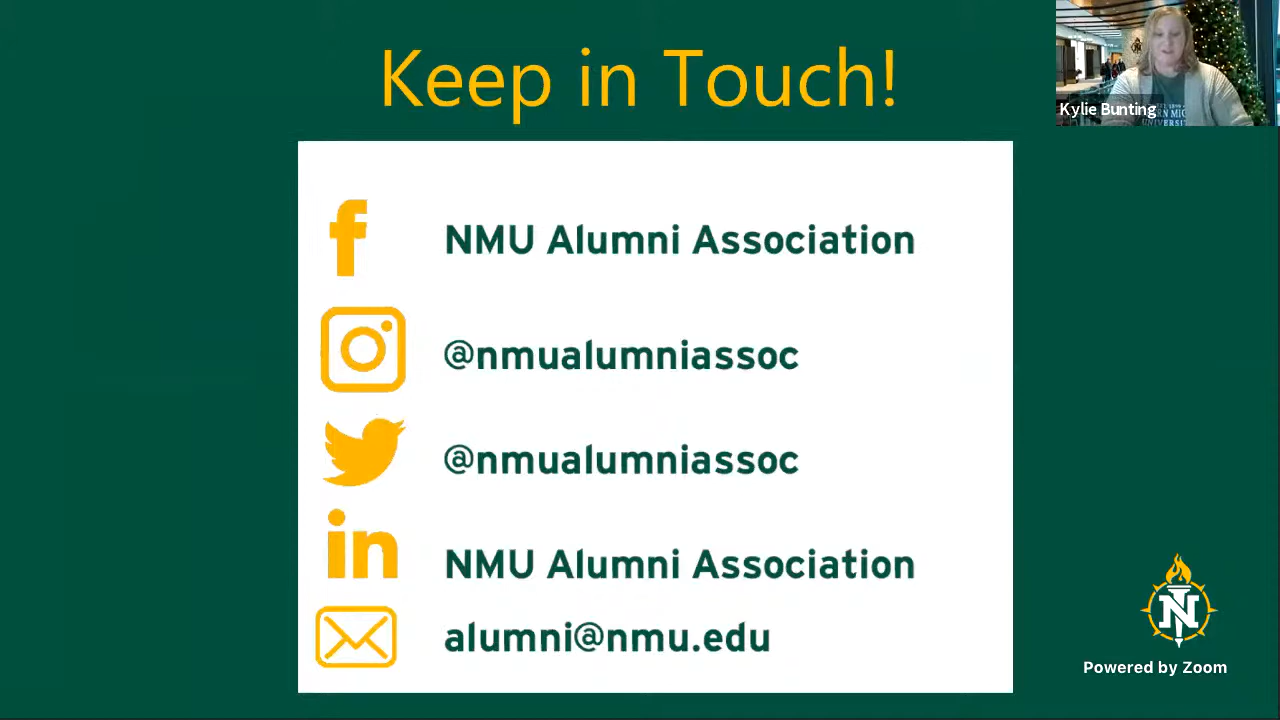 Keep in Touch!
Kylie Bunting
NMU Alumni Association
@nmualumniassoc
@nmualumniassoc
in
NMU Alumni Association
alumni@nmu.edu
N
Powered by Zoom